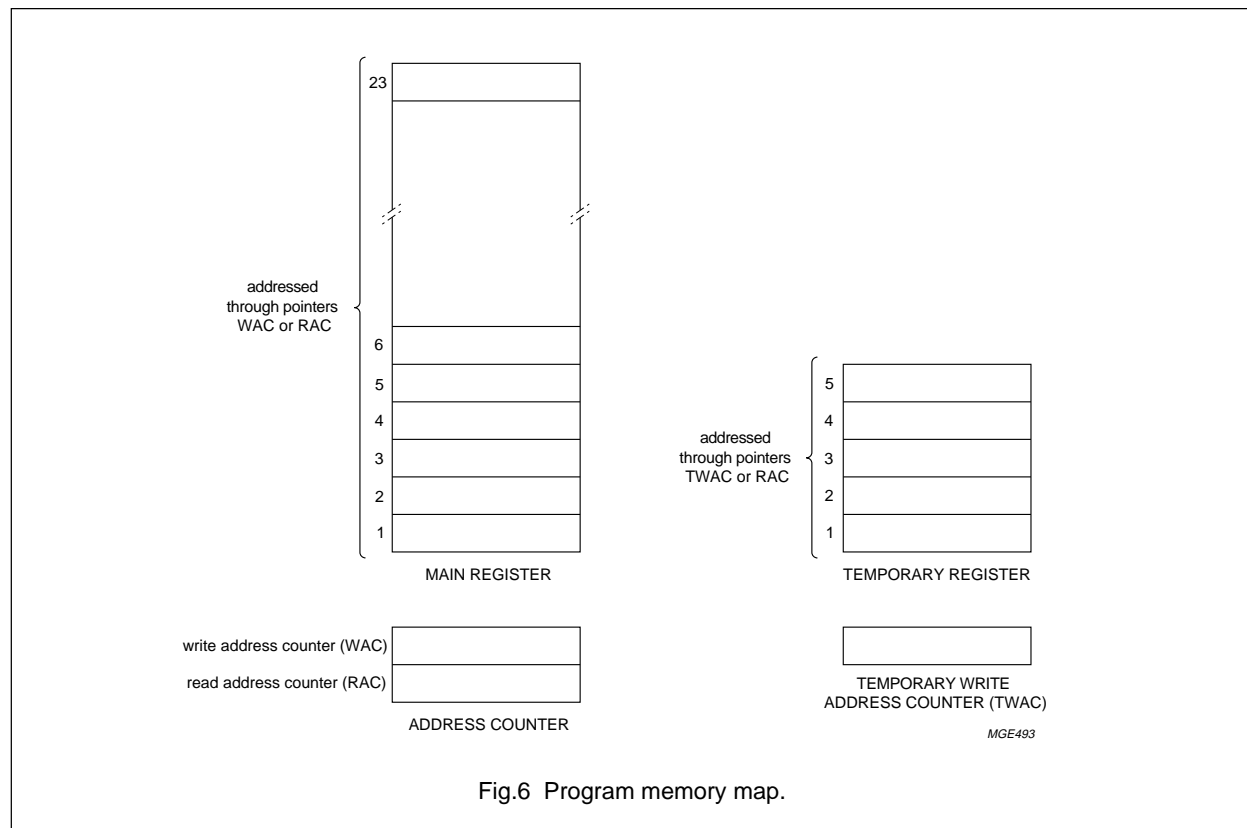 23
addressed
through pointers
WAC or RAC
6
5
4
3
2
1
MAIN REGISTER
addressed
through pointers
TWAC or RAC
5
4
3
2
1
TEMPORARY REGISTER
write address counter (WAC)
read address counter (RAC)
ADDRESS COUNTER
TEMPORARY WRITE
ADDRESS COUNTER (TWAC)
MGE493
Fig.6 Program memory map.